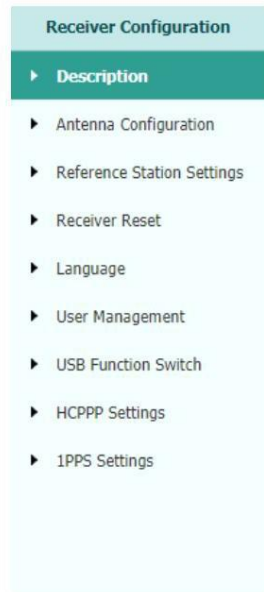 Receiver Configuration
Description
Antenna Configuration
Reference Station Settings
Receiver Reset
Language
User Management
USB Function Switch
HCPPP Settings
1PPS Settings